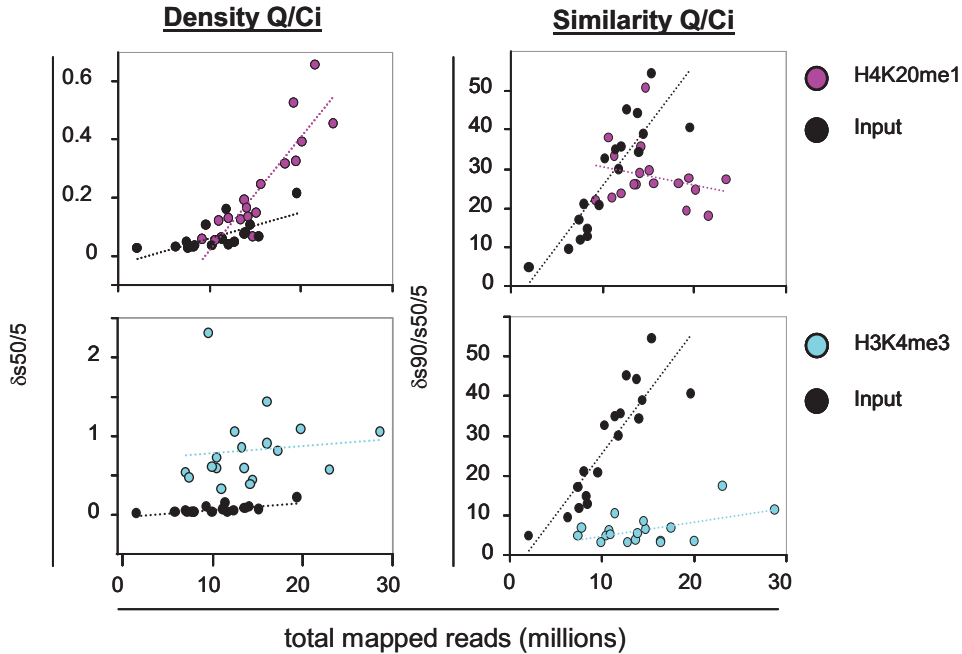 Density Q/Ci
Similarity Q/Ci
0.6
0.4
0.2
0
50
40
30
20
10
0
H4K20me1
Input
δs50/5
δs90/s50/5
2
1
0
50
40
30
20
10
0
H3K4me3
Input
0 10 20 30
0 10 20 30
total mapped reads (millions)